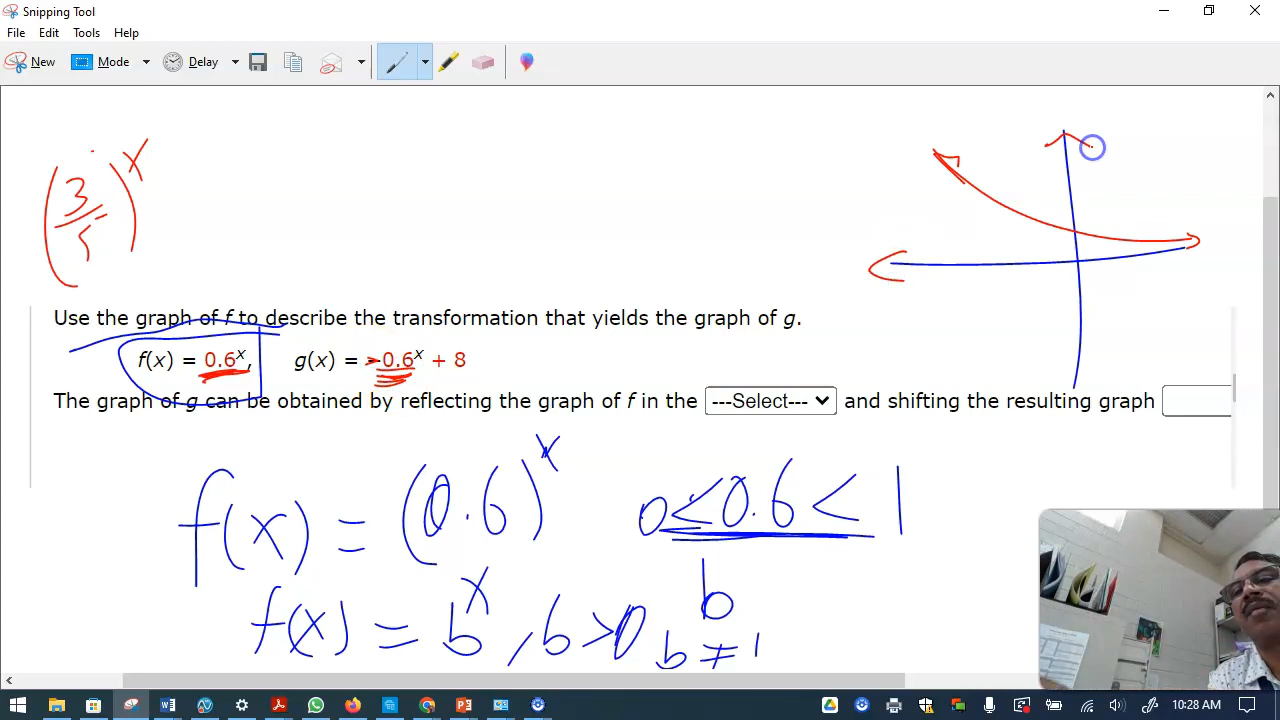 Snipping Tool
File Edit Tools Help
New Mode Delay
(3/5)^x
Use the graph of f to describe the transformation that yields the graph of g.
f(x) = 0.6^x, g(x) = -0.6^x + 8
The graph of g can be obtained by reflecting the graph of f in the ---Select--- and shifting the resulting graph
f(x) = (0.6)^x 0 ≤ 0.6 < 1
b
f(x) = b^x, b > 0 b ≠ 1
10:28 AM